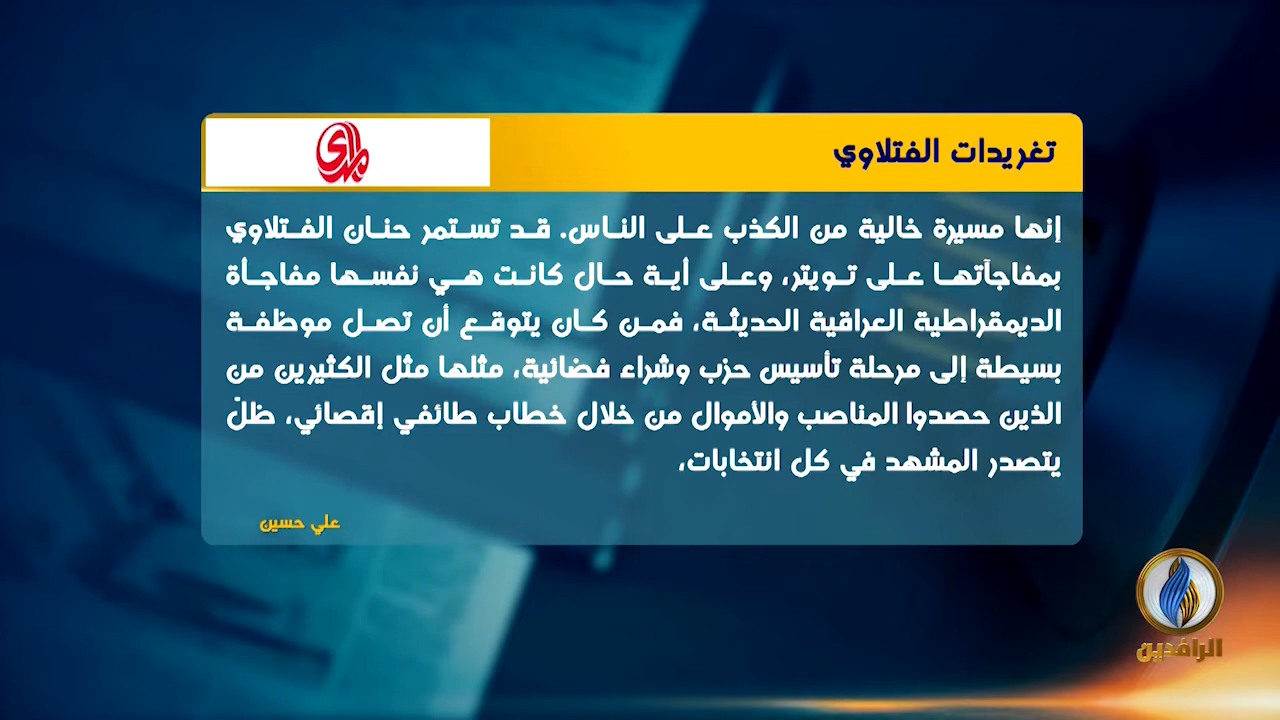 تغريدات الفتلاوي
المدى
إنها مسيرة خالية من الكذب على الناس. قد تستمر حنان الفتلاوي
بمفاجآتها على تويتر، وعلى أية حال كانت هي نفسها مفاجأة
الديمقراطية العراقية الحديثة، فمن كان يتوقع أن تصل موظفة
بسيطة إلى مرحلة تأسيس حزب وشراء فضائية، مثلها مثل الكثيرين من
الذين حصدوا المناصب والأموال من خلال خطاب طائفي إقصائي، ظلّ
يتصدر المشهد في كل انتخابات،
علي حسين
الرافدين